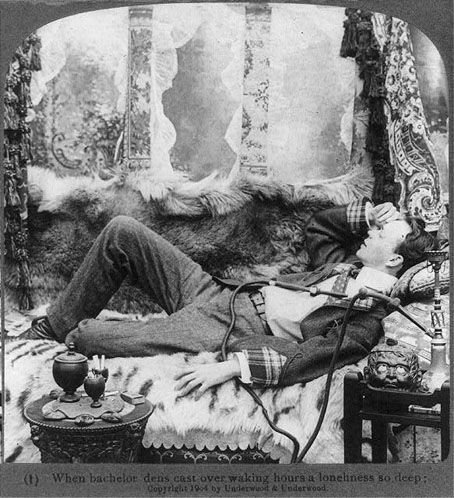 (1) When bachelor dens cast over waking hours a loneliness so deep;
Copyright 1904 by Underwood & Underwood.